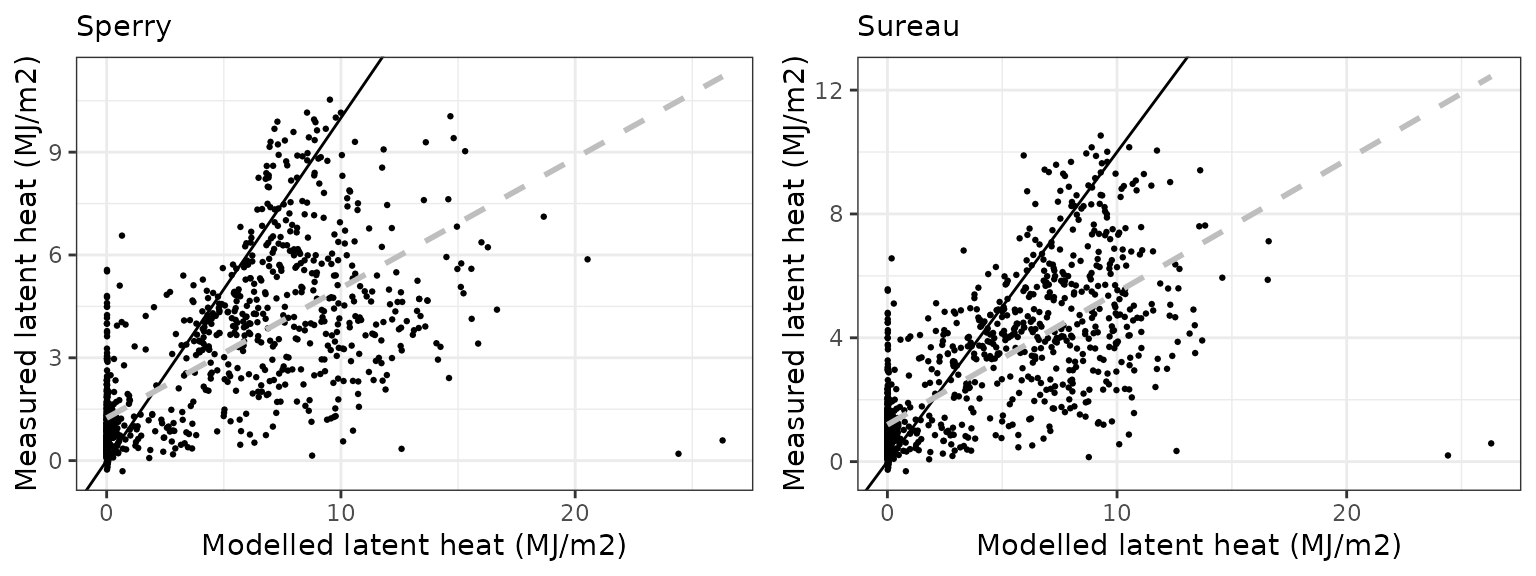 Sperry
Measured latent heat (MJ/m2)
9
6
3
0
0 10 20
Modelled latent heat (MJ/m2)
Sureau
Measured latent heat (MJ/m2)
12
8
4
0
0 10 20
Modelled latent heat (MJ/m2)